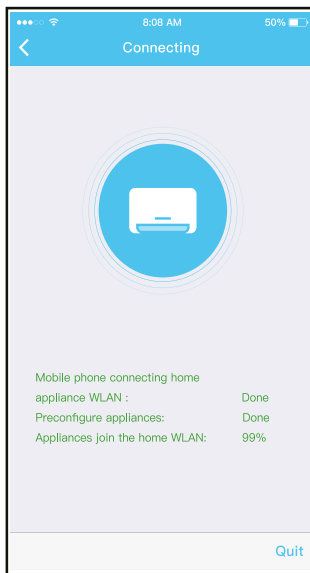 8:08 AM 50%
Connecting
Mobile phone connecting home
appliance WLAN : Done
Preconfigure appliances: Done
Appliances join the home WLAN: 99%
Quit